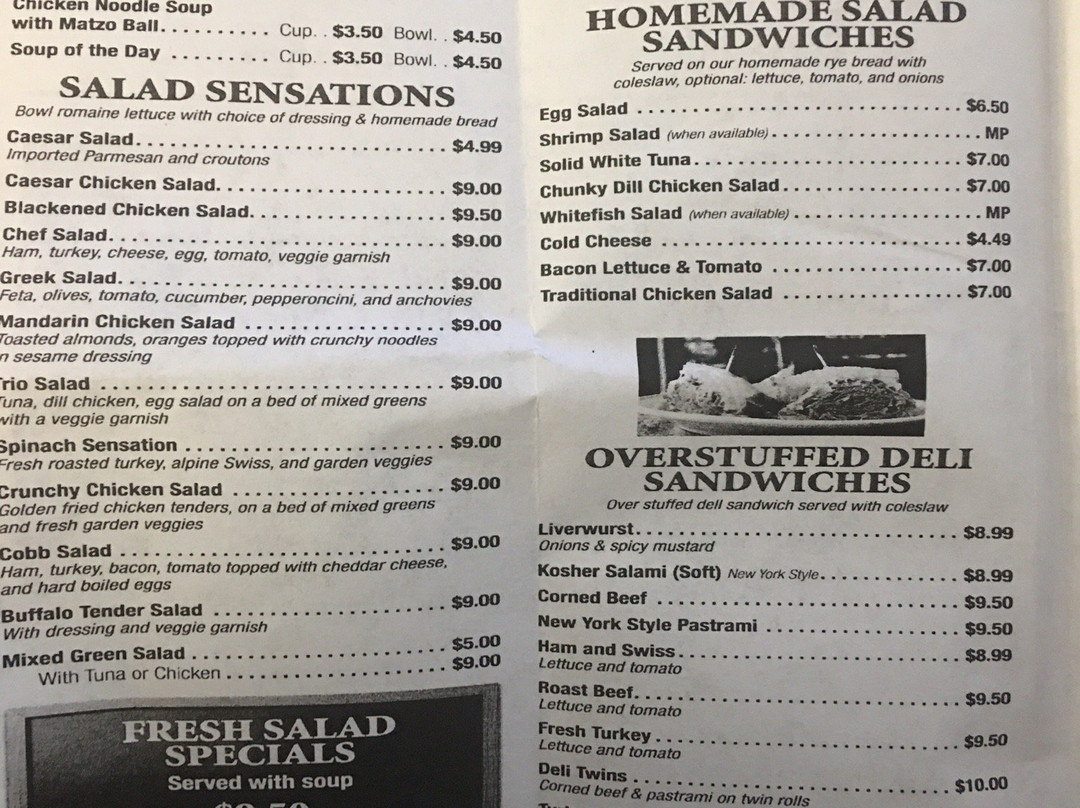 Chicken Noodle Soup
with Matzo Ball.......... Cup. . $3.50 Bowl. . $4.50
Soup of the Day .......... Cup. . $3.50 Bowl. . $4.50
SALAD SENSATIONS
Bowl romaine lettuce with choice of dressing & homemade bread
Caesar Salad.............................. $4.99
Imported Parmesan and croutons
Caesar Chicken Salad...................... $9.00
Blackened Chicken Salad................... $9.50
Chef Salad................................ $9.00
Ham, turkey, cheese, egg, tomato, veggie garnish
Greek Salad............................... $9.00
Feta, olives, tomato, cucumber, pepperoncini, and anchovies
Mandarin Chicken Salad ................... $9.00
Toasted almonds, oranges topped with crunchy noodles
n sesame dressing
Trio Salad ............................... $9.00
Tuna, dill chicken, egg salad on a bed of mixed greens
with a veggie garnish
Spinach Sensation ........................ $9.00
Fresh roasted turkey, alpine Swiss, and garden veggies
Crunchy Chicken Salad .................... $9.00
Golden fried chicken tenders, on a bed of mixed greens
and fresh garden veggies
Cobb Salad ............................... $9.00
Ham, turkey, bacon, tomato topped with cheddar cheese,
and hard boiled eggs
Buffalo Tender Salad ..................... $9.00
With dressing and veggie garnish
Mixed Green Salad ........................ $5.00
With Tuna or Chicken ..................... $9.00
FRESH SALAD
SPECIALS
Served with soup
HOMEMADE SALAD
SANDWICHES
Served on our homemade rye bread with
coleslaw, optional: lettuce, tomato, and onions
Egg Salad ................................ $6.50
Shrimp Salad (when available)..................... MP
Solid White Tuna.......................... $7.00
Chunky Dill Chicken Salad................. $7.00
Whitefish Salad (when available)................... MP
Cold Cheese .............................. $4.49
Bacon Lettuce & Tomato ................... $7.00
Traditional Chicken Salad ................ $7.00
OVERSTUFFED DELI
SANDWICHES
Over stuffed deli sandwich served with coleslaw
Liverwurst................................ $8.99
Onions & spicy mustard
Kosher Salami (Soft) New York Style.............. $8.99
Corned Beef .............................. $9.50
New York Style Pastrami .................. $9.50
Ham and Swiss............................. $8.99
Lettuce and tomato
Roast Beef................................ $9.50
Lettuce and tomato
Fresh Turkey.............................. $9.50
Lettuce and tomato
Deli Twins ............................... $10.00
Corned beef & pastrami on twin rolls